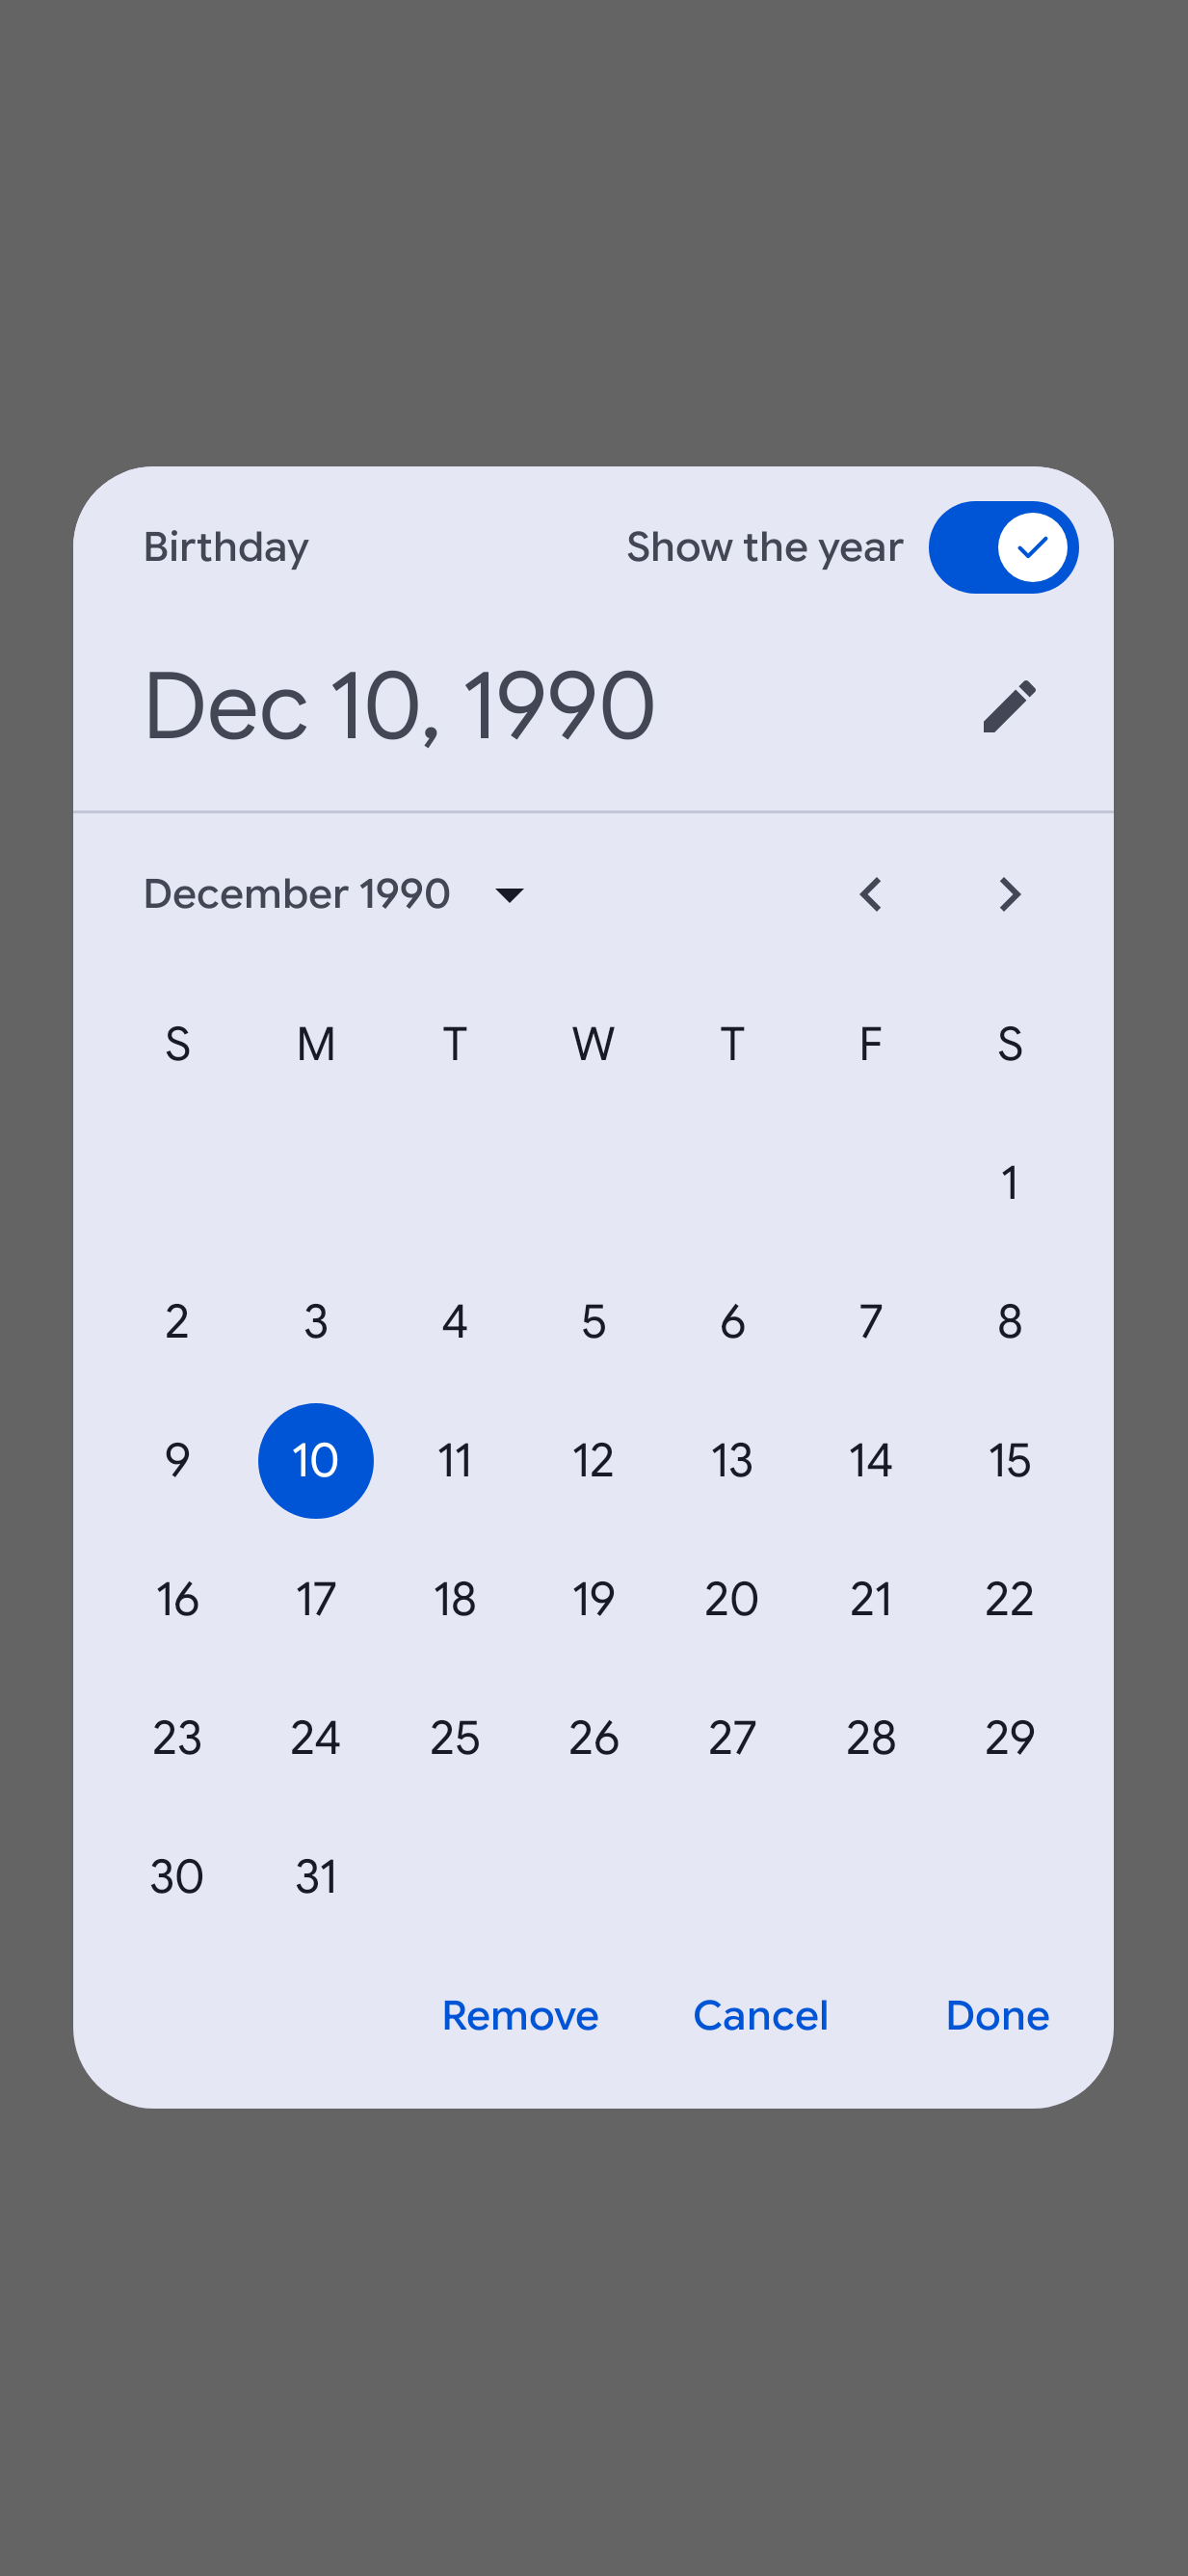 Birthday Show the year
Dec 10, 1990
December 1990
S M T W T F S
1
2 3 4 5 6 7 8
9 10 11 12 13 14 15
16 17 18 19 20 21 22
23 24 25 26 27 28 29
30 31
Remove Cancel Done